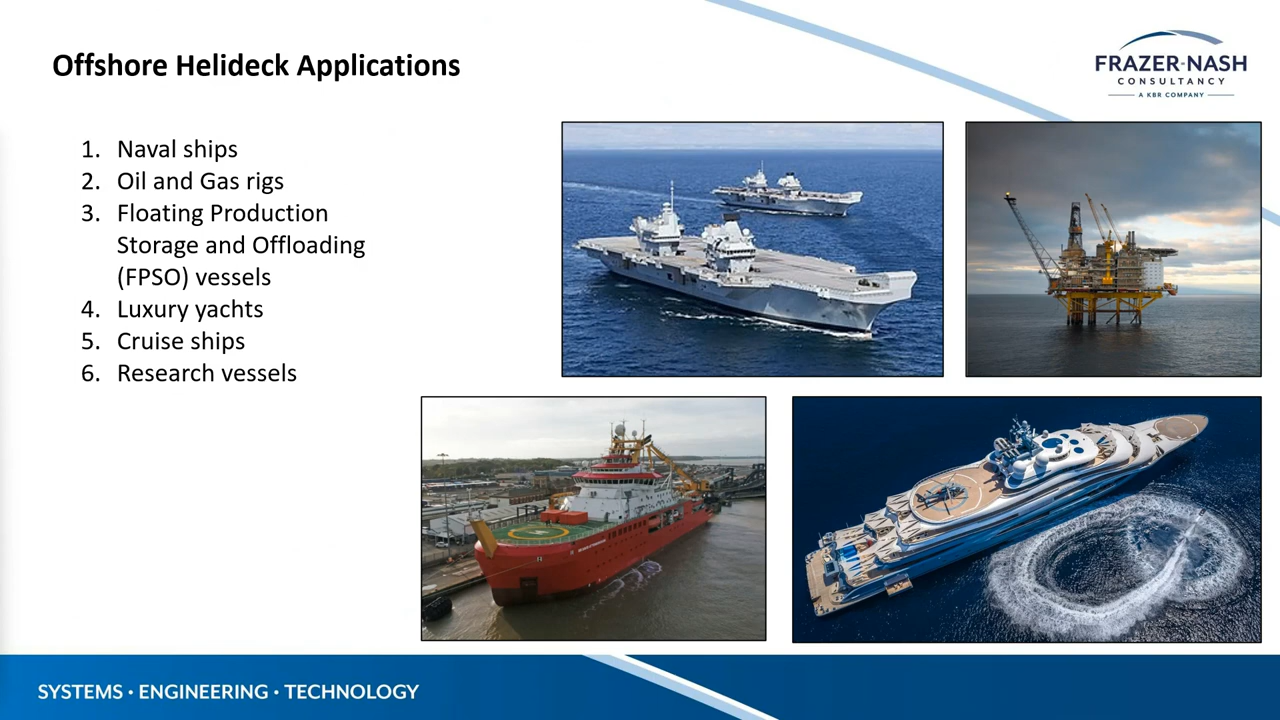 Offshore Helideck Applications
FRAZER-NASH
CONSULTANCY
A KBR COMPANY
1. Naval ships
2. Oil and Gas rigs
3. Floating Production
Storage and Offloading
(FPSO) vessels
4. Luxury yachts
5. Cruise ships
6. Research vessels
H
SYSTEMS • ENGINEERING • TECHNOLOGY